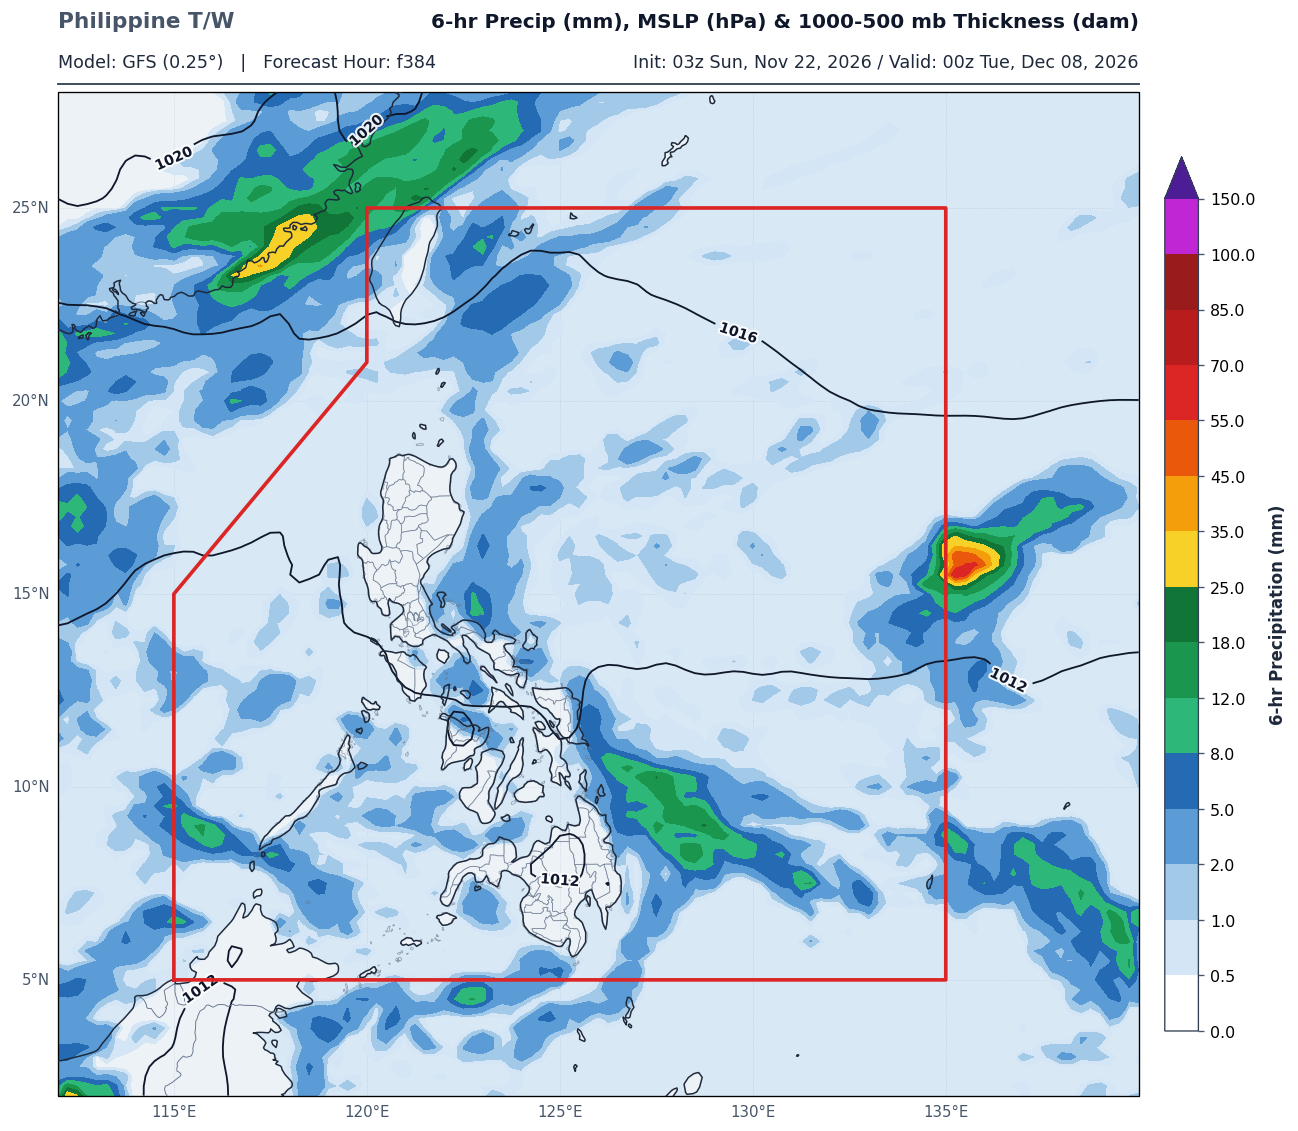 Philippine T/W
6-hr Precip (mm), MSLP (hPa) & 1000-500 mb Thickness (dam)
Model: GFS (0.25°) | Forecast Hour: f384
Init: 03z Sun, Nov 22, 2026 / Valid: 00z Tue, Dec 08, 2026
1020
1020
1016
1012
1012
1012
25°N
20°N
15°N
10°N
5°N
115°E
120°E
125°E
130°E
135°E
150.0
100.0
85.0
70.0
55.0
45.0
35.0
25.0
18.0
12.0
8.0
5.0
2.0
1.0
0.5
0.0
6-hr Precipitation (mm)